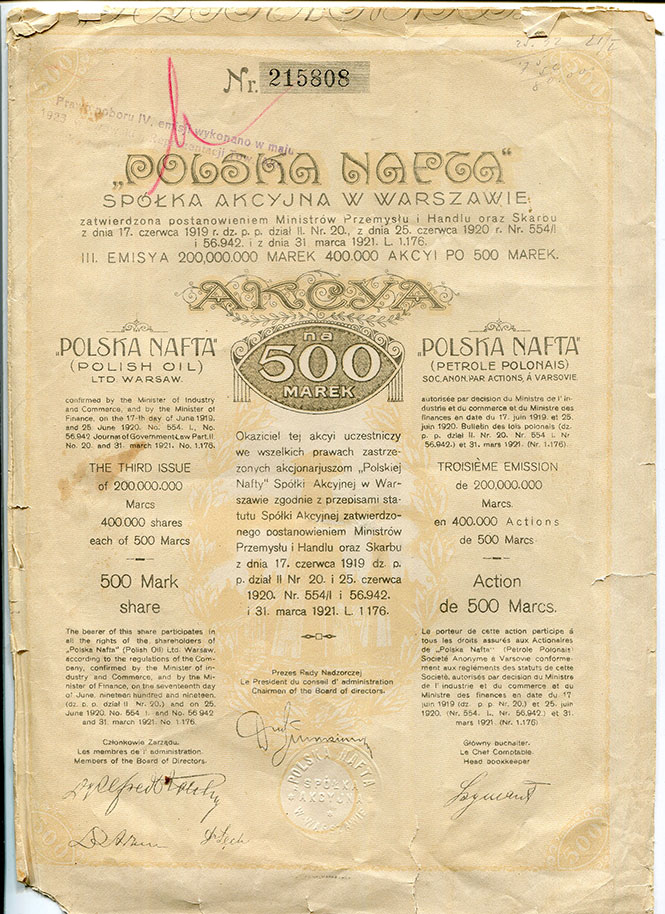 Nr. 215808
Prawo poboru IV. emisji wykonano w maju
1923
„POLSKA NAFTA”
SPÓŁKA AKCYJNA W WARSZAWIE
zatwierdzona postanowieniem Ministrów Przemysłu i Handlu oraz Skarbu
z dnia 17. czerwca 1919 r. dz. p. p. dział II. Nr. 20., z dnia 25. czerwca 1920 r. Nr. 554/I
i 56.942. i z dnia 31 marca 1921. L. 1.176.
III. EMISYA 200,000.000 MAREK 400.000 AKCYI PO 500 MAREK.
AKCYA
na
500
MAREK
„POLSKA NAFTA”
(POLISH OIL)
LTD. WARSAW.
confirmed by the Minister of Industry
and Commerce, and by the Minister of
Finance, on the 17-th day of June 1919,
and 25. June 1920. No. 554. I., No.
56.942 Journal of Government Law Part. II
No. 20. and 31. march 1921. No. 1.176.
THE THIRD ISSUE
of 200.000.000
Marcs
400.000 shares
each of 500 Marcs
500 Mark
share
The bearer of this share participates in
all the rights of the shareholders of
„Polska Nafta” (Polish Oil) Ltd. Warsaw,
according to the regulations of the Com-
pany, confirmed by the Minister of in-
dustry and Commerce, and by the Mi-
nister of Finance, on the seventeenth day
of June, nineteen hundred and nineteen,
(dz. p. p. dział II. Nr. 20.) and on 25.
June 1920. No. 554. I. and No. 56 942
and 31. march 1921. No. 1.176.
Członkowie Zarządu.
Les membres de l' administration.
Members of the Board of Directors.
Okaziciel tej akcyi uczestniczy
we wszelkich prawach zastrze-
żonych akcjonarjuszom „Polskiej
Nafty” Spółki Akcyjnej w War-
szawie zgodnie z przepisami sta-
tutu Spółki Akcyjnej zatwierdzo-
nego postanowieniem Ministrów
Przemysłu i Handlu oraz Skarbu
z dnia 17. czerwca 1919 dz. p.
p. dział II Nr 20. i 25. czerwca
1920. Nr. 554/I i 56.942.
i 31. marca 1921. L. 1176.
Prezes Rady Nadzorczej
Le President du conseil d' administration
Chairmen of the Board of directors.
POLSKA NAFTA
SPÓŁKA
AKCYJNA
W WARSZAWIE
„POLSKA NAFTA”
(PETROLE POLONAIS)
SOC. ANON. PAR ACTIONS, Á VARSOVIE.
autorisée par décision du Ministre de l' in-
dustrie et du commerce et du Ministre des
finances en date du 17. juin 1919. et 25.
juin 1920. Bulletin des lois polonais (dz.
p. p. dział II. Nr. 20. Nr. 554 I. Nr
56.942.) et 31. mars 1921. (Nr. 1.176).
TROISIÈME EMISSION
de 200.000.000
Marcs.
en 400.000 Actions
de 500 Marcs
Action
de 500 Marcs.
Le porteur de cette action participe á
tous les droits assurés aux Actionaires
de „Polska Nafta” (Petrole Polonais)
Société Anonyme à Varsovie conforme-
ment aux règlements des statuts de cette
Société, autorisés par décision du Ministre
de l' industrie et du commerce et du
Ministre des finances en date du 17
juin 1919 (dz. p. p. Nr. 20.) et 25. juin
1920. (Nr. 554. I., Nr. 56.942.) et 31.
mars 1921 (Nr. 1.176)
Główny buchalter.
Le Chef Comptable
Head bookkeeper
500
500